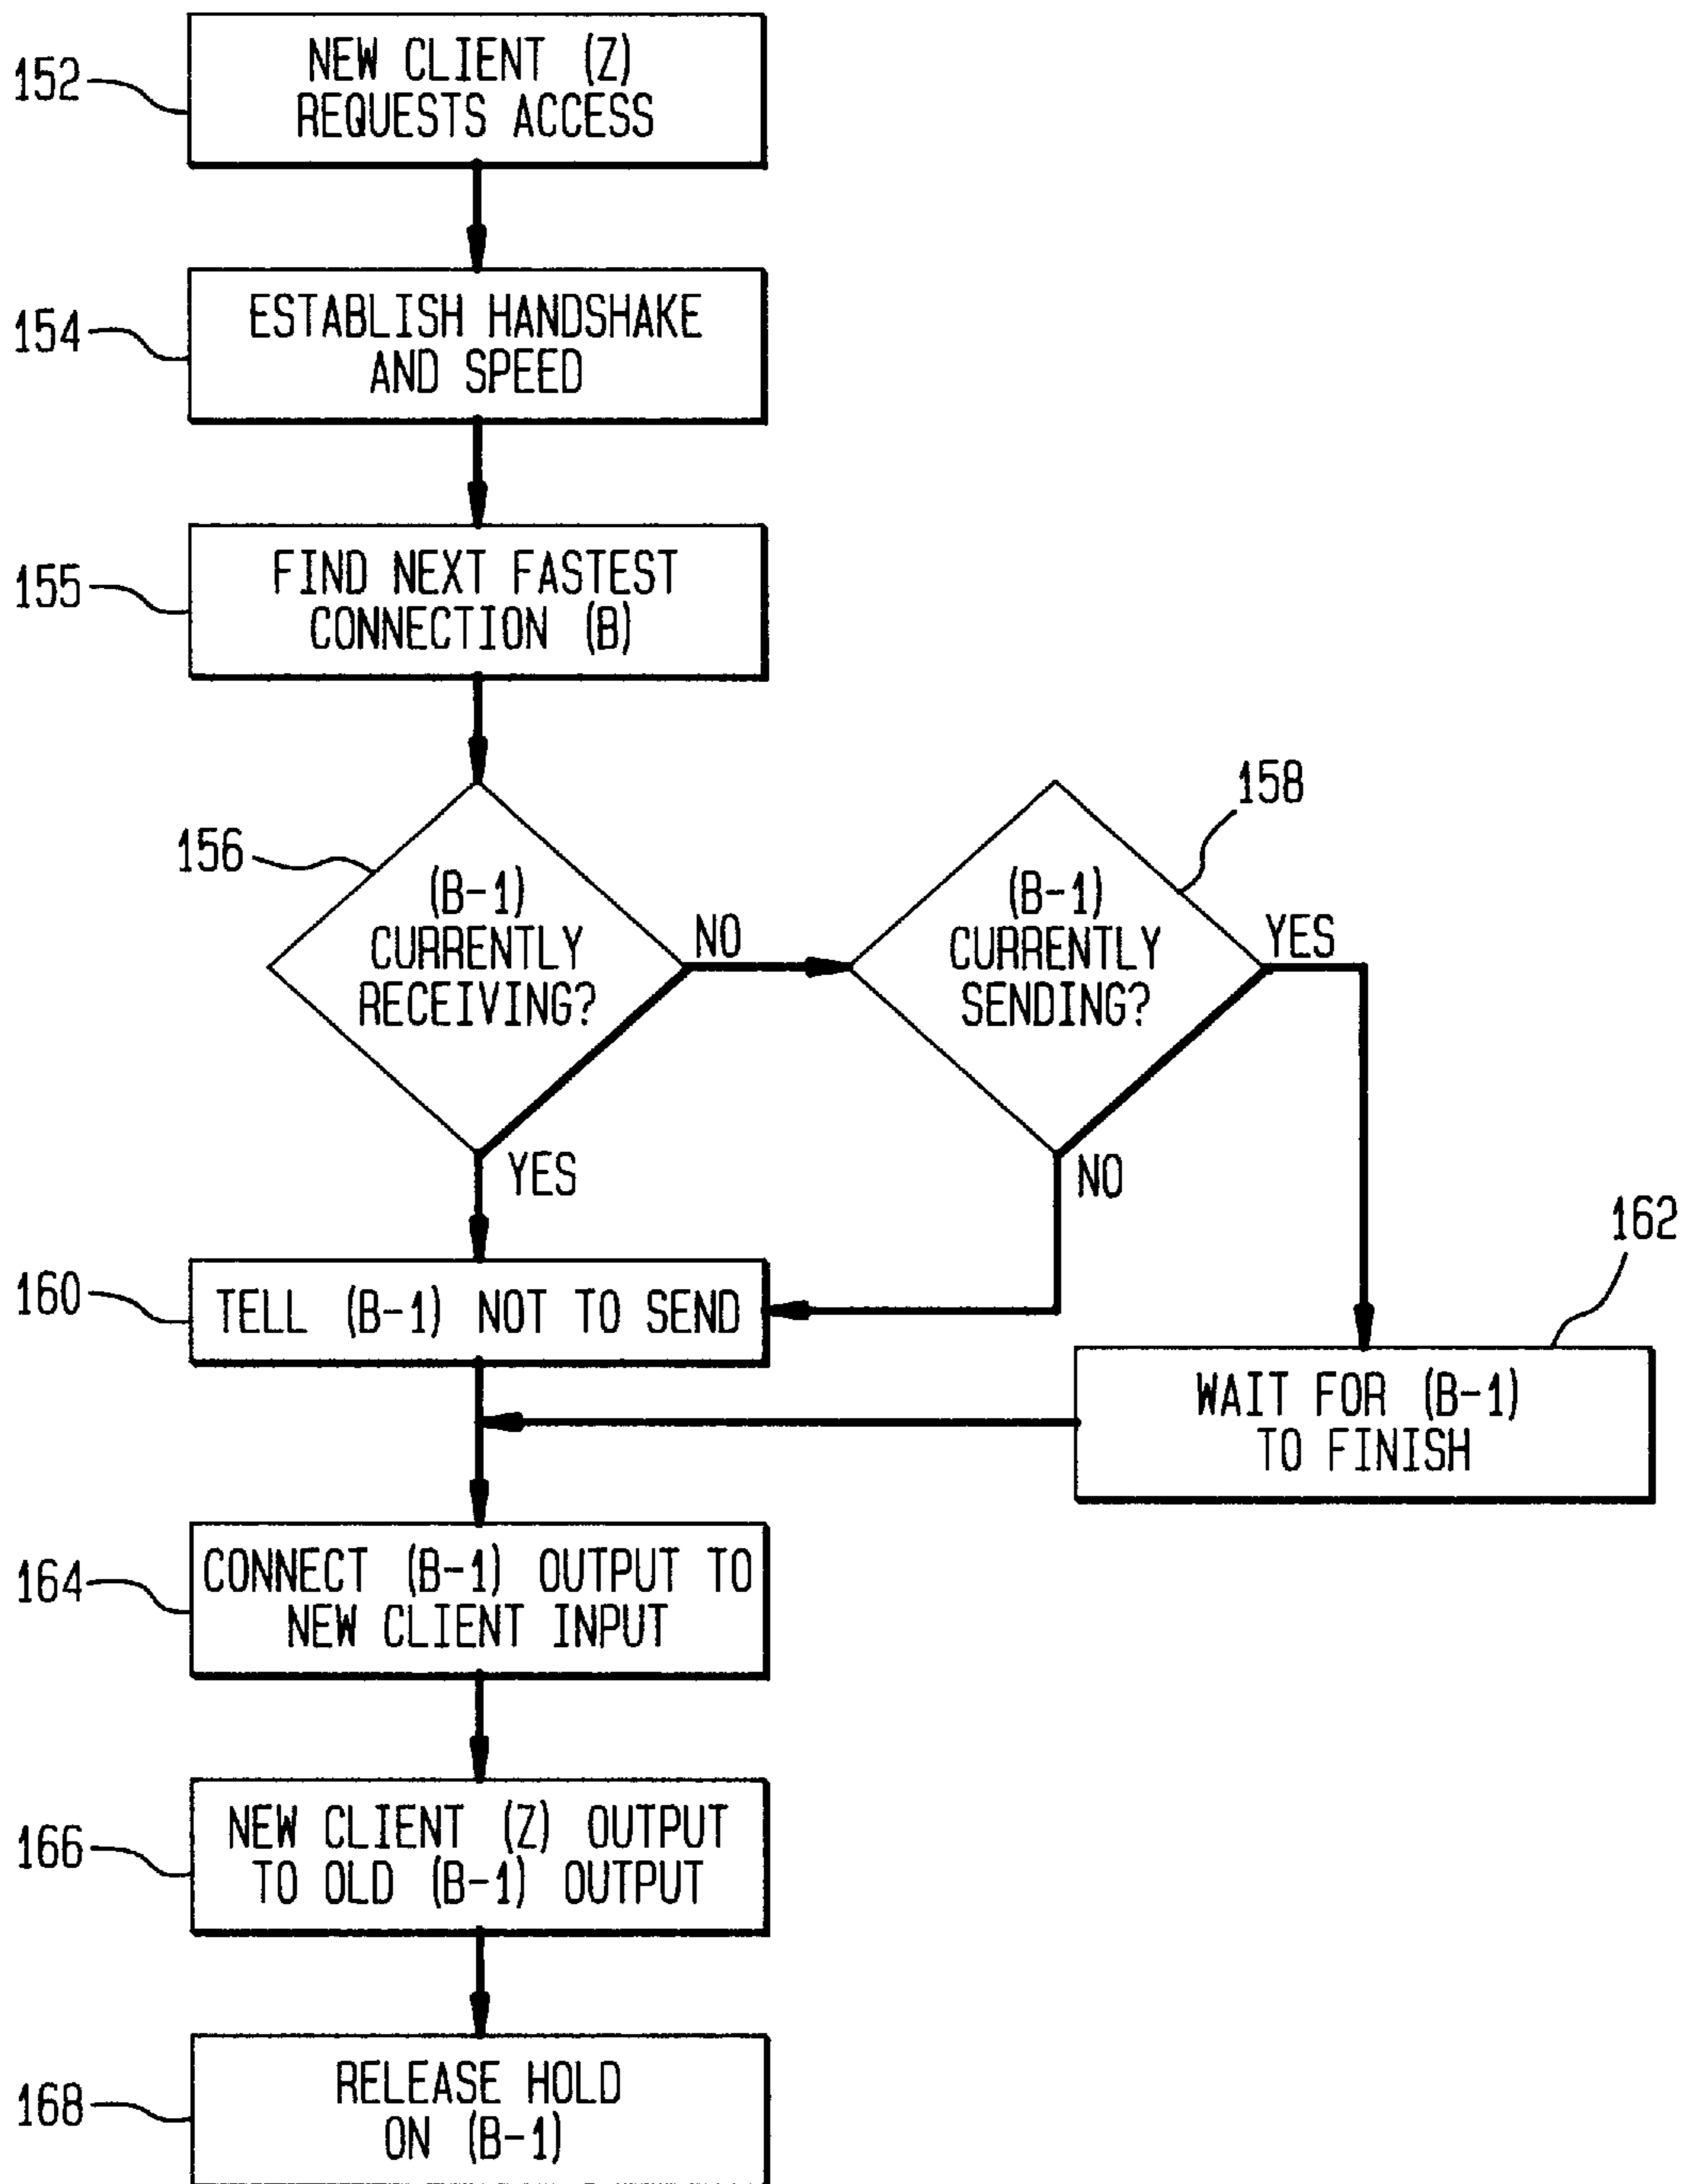 152
NEW CLIENT (Z)
REQUESTS ACCESS
154
ESTABLISH HANDSHAKE
AND SPEED
155
FIND NEXT FASTEST
CONNECTION (B)
156
(B-1)
CURRENTLY
RECEIVING?
NO
YES
158
(B-1)
CURRENTLY
SENDING?
YES
NO
160
TELL (B-1) NOT TO SEND
162
WAIT FOR (B-1)
TO FINISH
164
CONNECT (B-1) OUTPUT TO
NEW CLIENT INPUT
166
NEW CLIENT (Z) OUTPUT
TO OLD (B-1) OUTPUT
168
RELEASE HOLD
ON (B-1)